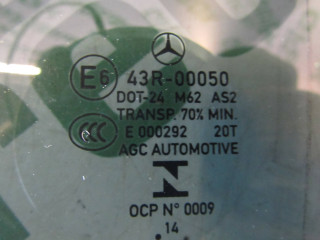 E6 43R-00050
DOT-24 M62 AS2
TRANSP. 70% MIN.
CCC E 000292 20T
AGC AUTOMOTIVE
N
OCP N° 0009
14